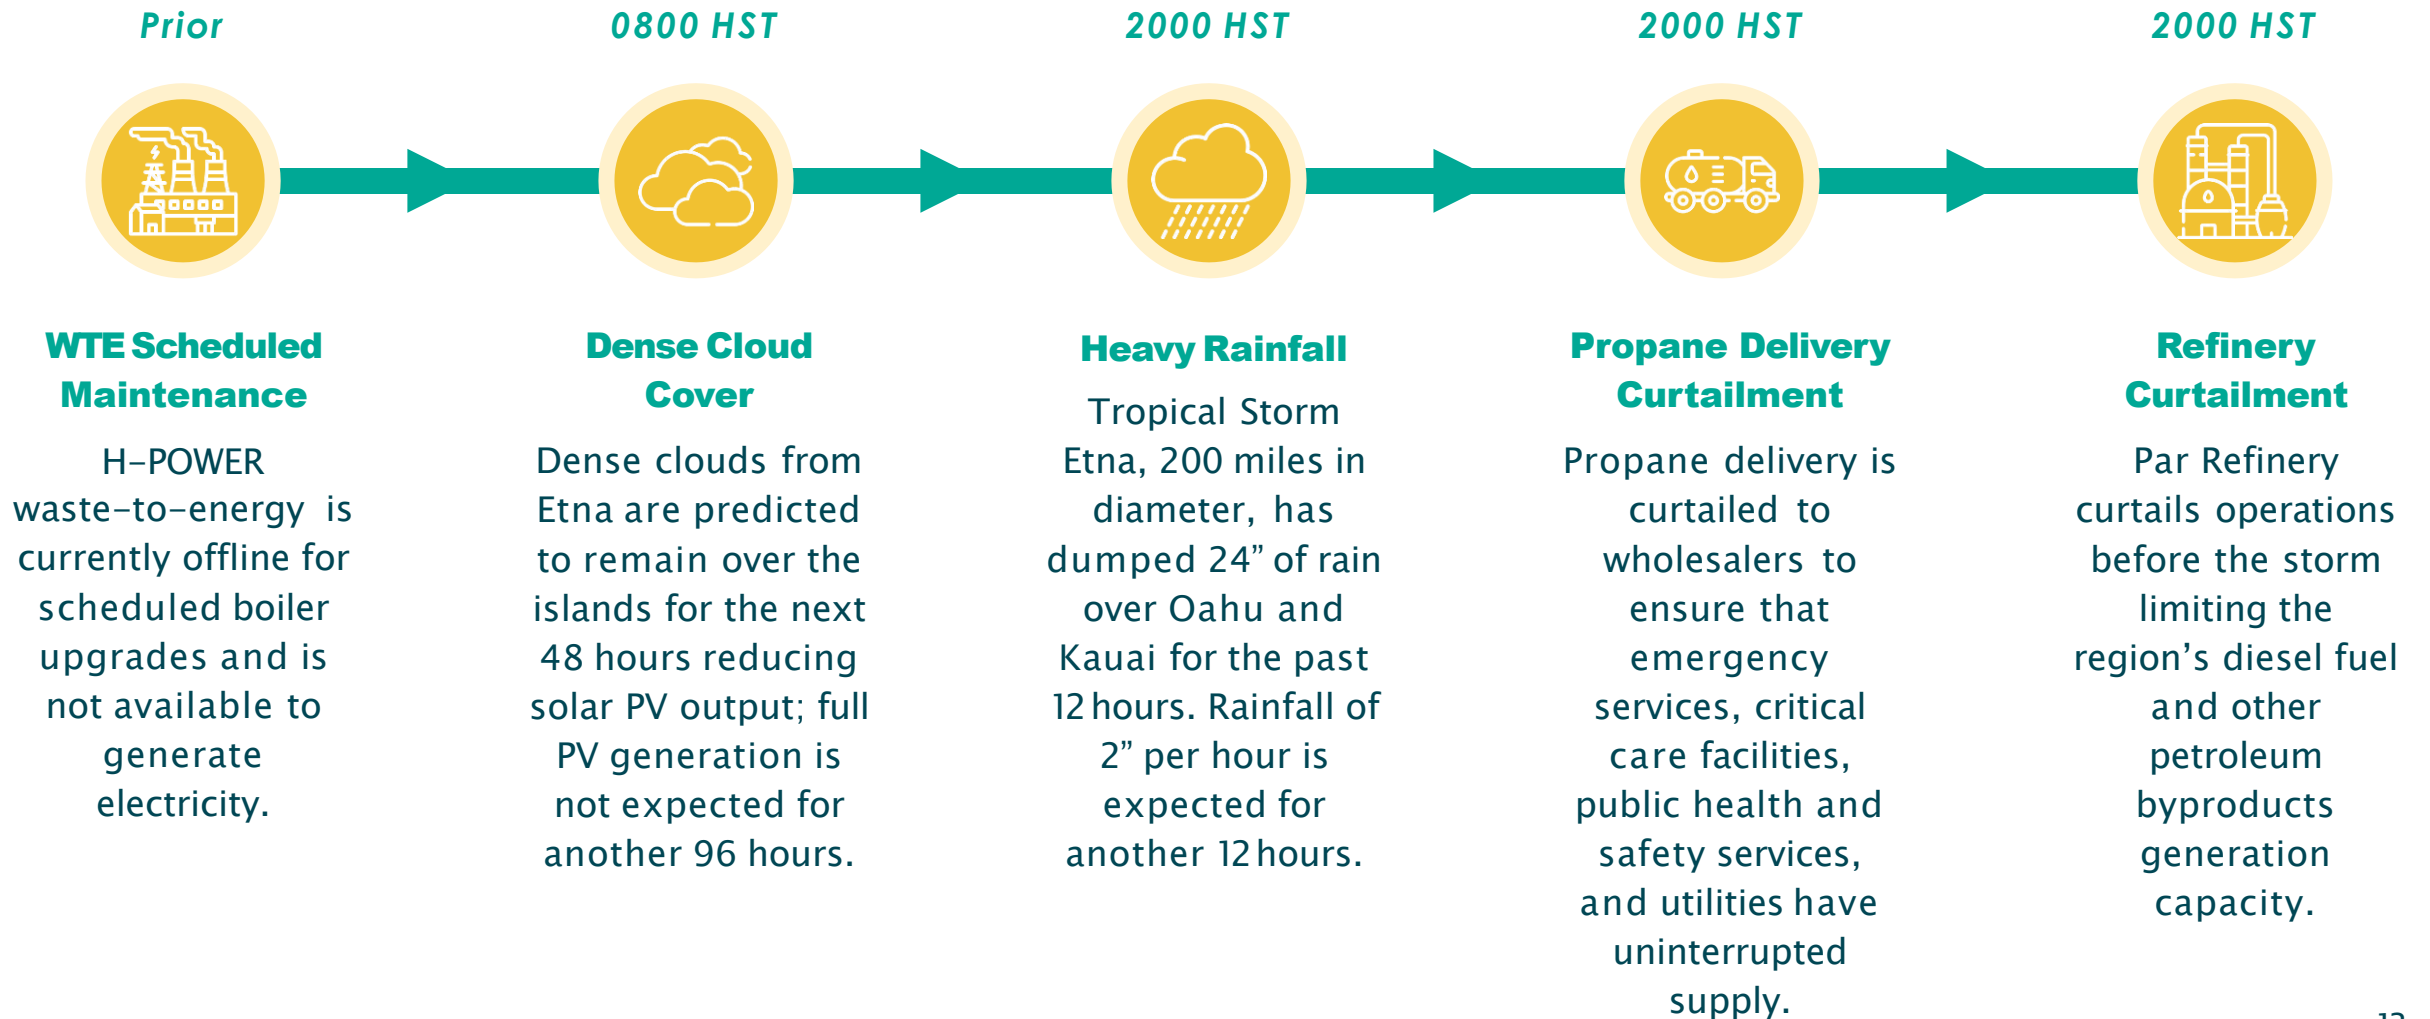 Prior
0800 HST
2000 HST
2000 HST
2000 HST
WTE Scheduled
Maintenance
H-POWER
waste-to-energy is
currently offline for
scheduled boiler
upgrades and is
not available to
generate
electricity.
Dense Cloud
Cover
Dense clouds from
Etna are predicted
to remain over the
islands for the next
48 hours reducing
solar PV output; full
PV generation is
not expected for
another 96 hours.
Heavy Rainfall
Tropical Storm
Etna, 200 miles in
diameter, has
dumped 24” of rain
over Oahu and
Kauai for the past
12 hours. Rainfall of
2” per hour is
expected for
another 12 hours.
Propane Delivery
Curtailment
Propane delivery is
curtailed to
wholesalers to
ensure that
emergency
services, critical
care facilities,
public health and
safety services,
and utilities have
uninterrupted
supply.
Refinery
Curtailment
Par Refinery
curtails operations
before the storm
limiting the
region’s diesel fuel
and other
petroleum
byproducts
generation
capacity.